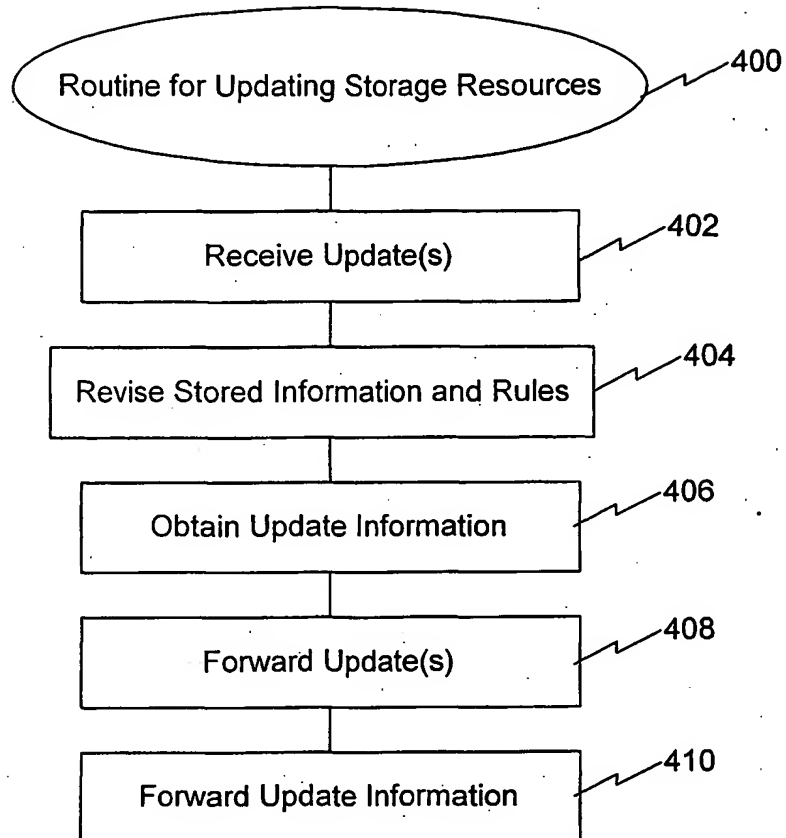 Routine for Updating Storage Resources
400
Receive Update(s)
402
Revise Stored Information and Rules
404
Obtain Update Information
406
Forward Update(s)
408
Forward Update Information
410